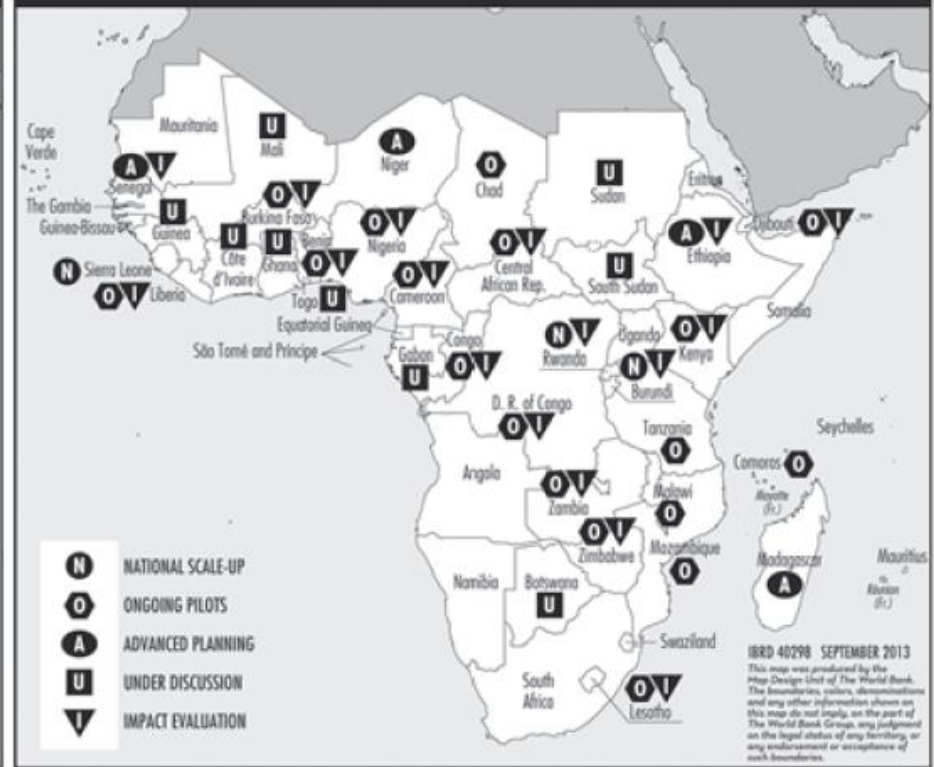 Cape
Verde
Mauritania
U
Mali
A
Niger
O
Chad
U
Sudan
Eritrea
A I
Senegal
The Gambia
Guinea-Bissau
U
Guinea
O I
Burkina Faso
U
Côte
d'Ivoire
U
Ghana
Benin
O I
O I
Nigeria
O I
Central
African Rep.
A I
Ethiopia
Djibouti
O I
N
Sierra Leone
O I
Liberia
Togo
U
O I
Cameroon
U
South Sudan
Somalia
Equatorial Guinea
São Tomé and Príncipe
Gabon
U
Congo
O I
N I
Rwanda
Uganda
O I
Kenya
N I
Burundi
D. R. of Congo
O I
Tanzania
O
Seychelles
Angola
O I
Zambia
Malawi
O
Comoros
O
Mayotte
(Fr.)
O I
Zimbabwe
Mozambique
O
Madagascar
A
Mauritius
Réunion
(Fr.)
Namibia
Botswana
U
Swaziland
South
Africa
O I
Lesotho
N NATIONAL SCALE-UP
O ONGOING PILOTS
A ADVANCED PLANNING
U UNDER DISCUSSION
I IMPACT EVALUATION
IBRD 40298 SEPTEMBER 2013
This map was produced by the
Map Design Unit of The World Bank.
The boundaries, colors, denominations
and any other information shown on
this map do not imply, on the part of
The World Bank Group, any judgment
on the legal status of any territory, or
any endorsement or acceptance of
such boundaries.